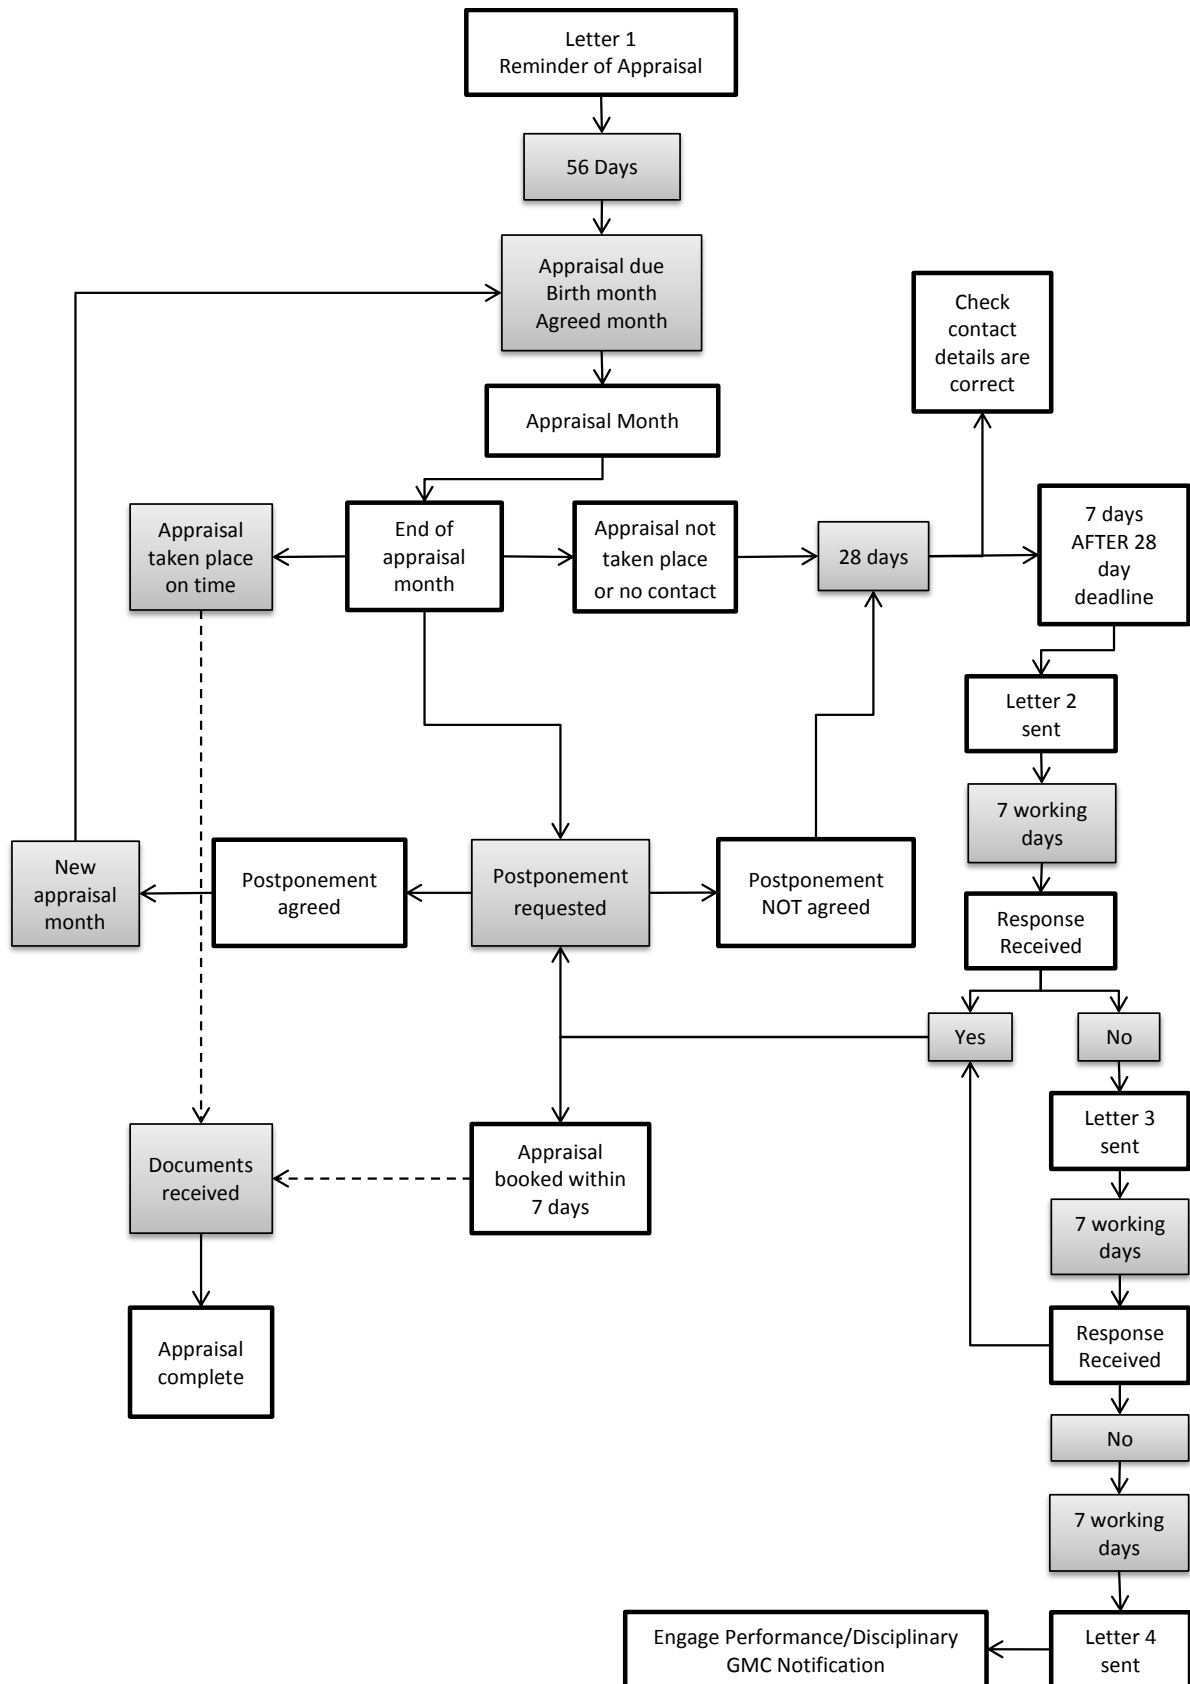 Letter 1
Reminder of Appraisal
56 Days
Appraisal due
Birth month
Agreed month
Check
contact
details are
correct
Appraisal Month
Appraisal
taken place
on time
End of
appraisal
month
Appraisal not
taken place
or no contact
28 days
7 days
AFTER 28
day
deadline
Letter 2
sent
7 working
days
New
appraisal
month
Postponement
agreed
Postponement
requested
Postponement
NOT agreed
Response
Received
Yes
No
Letter 3
sent
Documents
received
Appraisal
booked within
7 days
7 working
days
Appraisal
complete
Response
Received
No
7 working
days
Engage Performance/Disciplinary
GMC Notification
Letter 4
sent